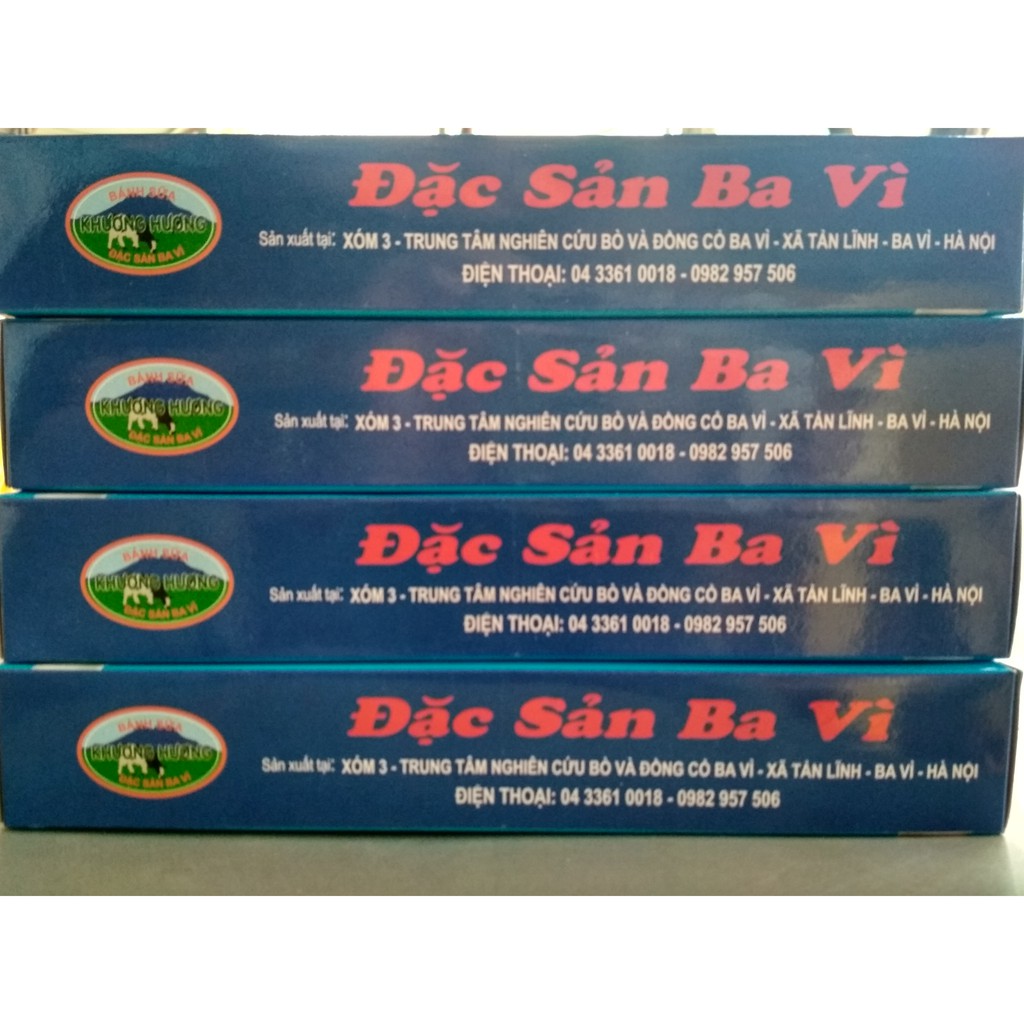 BÁNH SỮA
KHƯƠNG HƯƠNG
ĐẶC SẢN BA VÌ
Đặc Sản Ba Vì
Sản xuất tại: XÓM 3 - TRUNG TÂM NGHIÊN CỨU BÒ VÀ ĐỒNG CỎ BA VÌ - XÃ TẢN LĨNH - BA VÌ - HÀ NỘI
ĐIỆN THOẠI: 04 3361 0018 - 0982 957 506
BÁNH SỮA
KHƯƠNG HƯƠNG
ĐẶC SẢN BA VÌ
Đặc Sản Ba Vì
Sản xuất tại: XÓM 3 - TRUNG TÂM NGHIÊN CỨU BÒ VÀ ĐỒNG CỎ BA VÌ - XÃ TẢN LĨNH - BA VÌ - HÀ NỘI
ĐIỆN THOẠI: 04 3361 0018 - 0982 957 506
BÁNH SỮA
KHƯƠNG HƯƠNG
ĐẶC SẢN BA VÌ
Đặc Sản Ba Vì
Sản xuất tại: XÓM 3 - TRUNG TÂM NGHIÊN CỨU BÒ VÀ ĐỒNG CỎ BA VÌ - XÃ TẢN LĨNH - BA VÌ - HÀ NỘI
ĐIỆN THOẠI: 04 3361 0018 - 0982 957 506
BÁNH SỮA
KHƯƠNG HƯƠNG
ĐẶC SẢN BA VÌ
Đặc Sản Ba Vì
Sản xuất tại: XÓM 3 - TRUNG TÂM NGHIÊN CỨU BÒ VÀ ĐỒNG CỎ BA VÌ - XÃ TẢN LĨNH - BA VÌ - HÀ NỘI
ĐIỆN THOẠI: 04 3361 0018 - 0982 957 506